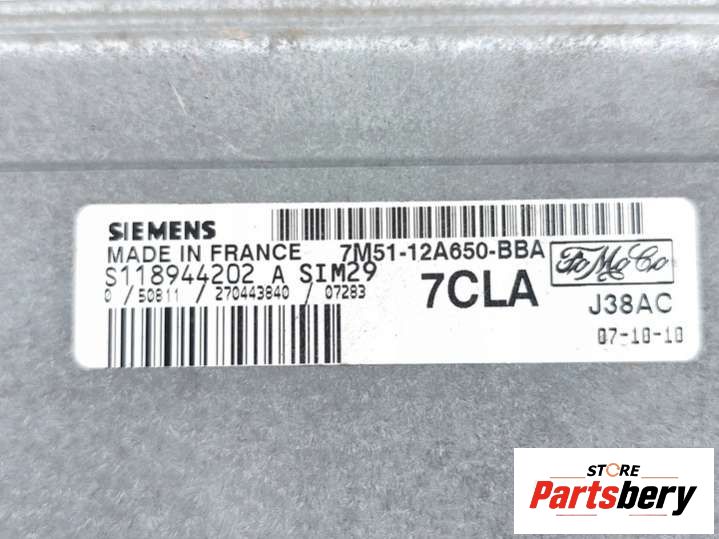 SIEMENS
MADE IN FRANCE 7M51-12A650-BBA
S118944202 A SIM29
0 / 50811 / 270443840 / 07283
7CLA
FoMoCo
J38AC
07-10-10
STORE
Partsbery